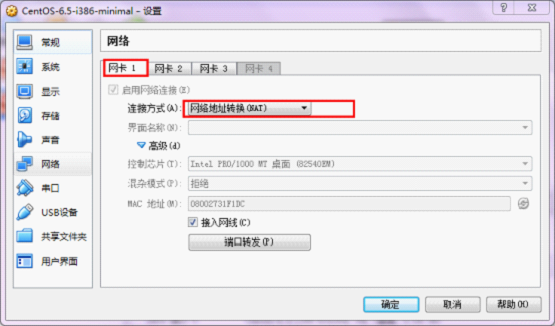 CentOS-6.5-i386-minimal - 设置
常规
系统
显示
存储
声音
网络
串口
USB设备
共享文件夹
用户界面
网络
网卡 1
网卡 2
网卡 3
网卡 4
启用网络连接(E)
连接方式(A): 网络地址转换(NAT)
界面名称(N):
高级(d)
控制芯片(T): Intel PRO/1000 MT 桌面 (82540EM)
混杂模式(P): 拒绝
MAC 地址(M): 08002731F1DC
接入网线(C)
端口转发(P)
确定
取消
帮助(H)